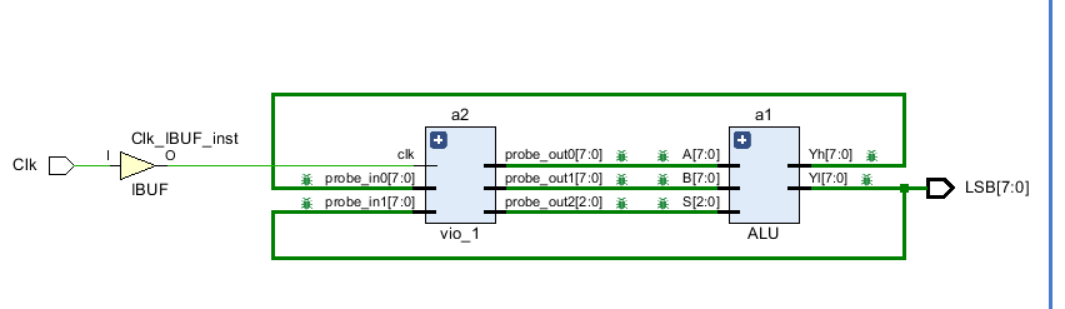 a2
a1
Clk_IBUF_inst
Clk
I
O
IBUF
clk
probe_in0[7:0]
probe_in1[7:0]
probe_out0[7:0]
probe_out1[7:0]
probe_out2[2:0]
vio_1
A[7:0]
B[7:0]
S[2:0]
Yh[7:0]
Yl[7:0]
ALU
LSB[7:0]